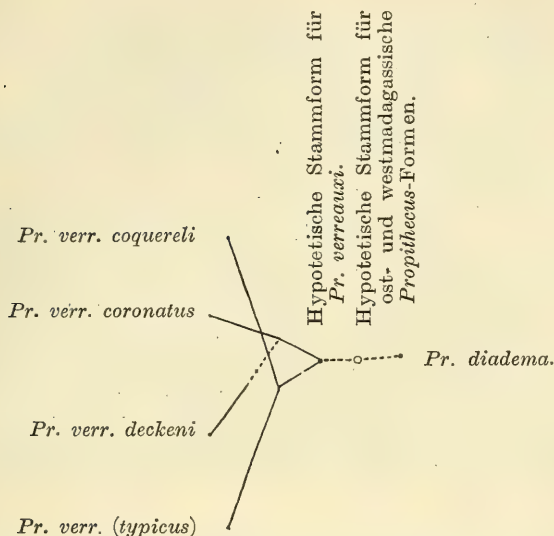 Hypotetische Stammform für
Pr. verreauxi.
Hypotetische Stammform für
ost- und westmadagassische
Propithecus-Formen.
Pr. verr. coquereli
Pr. verr. coronatus
Pr. diadema.
Pr. verr. deckeni
Pr. verr. (typicus)